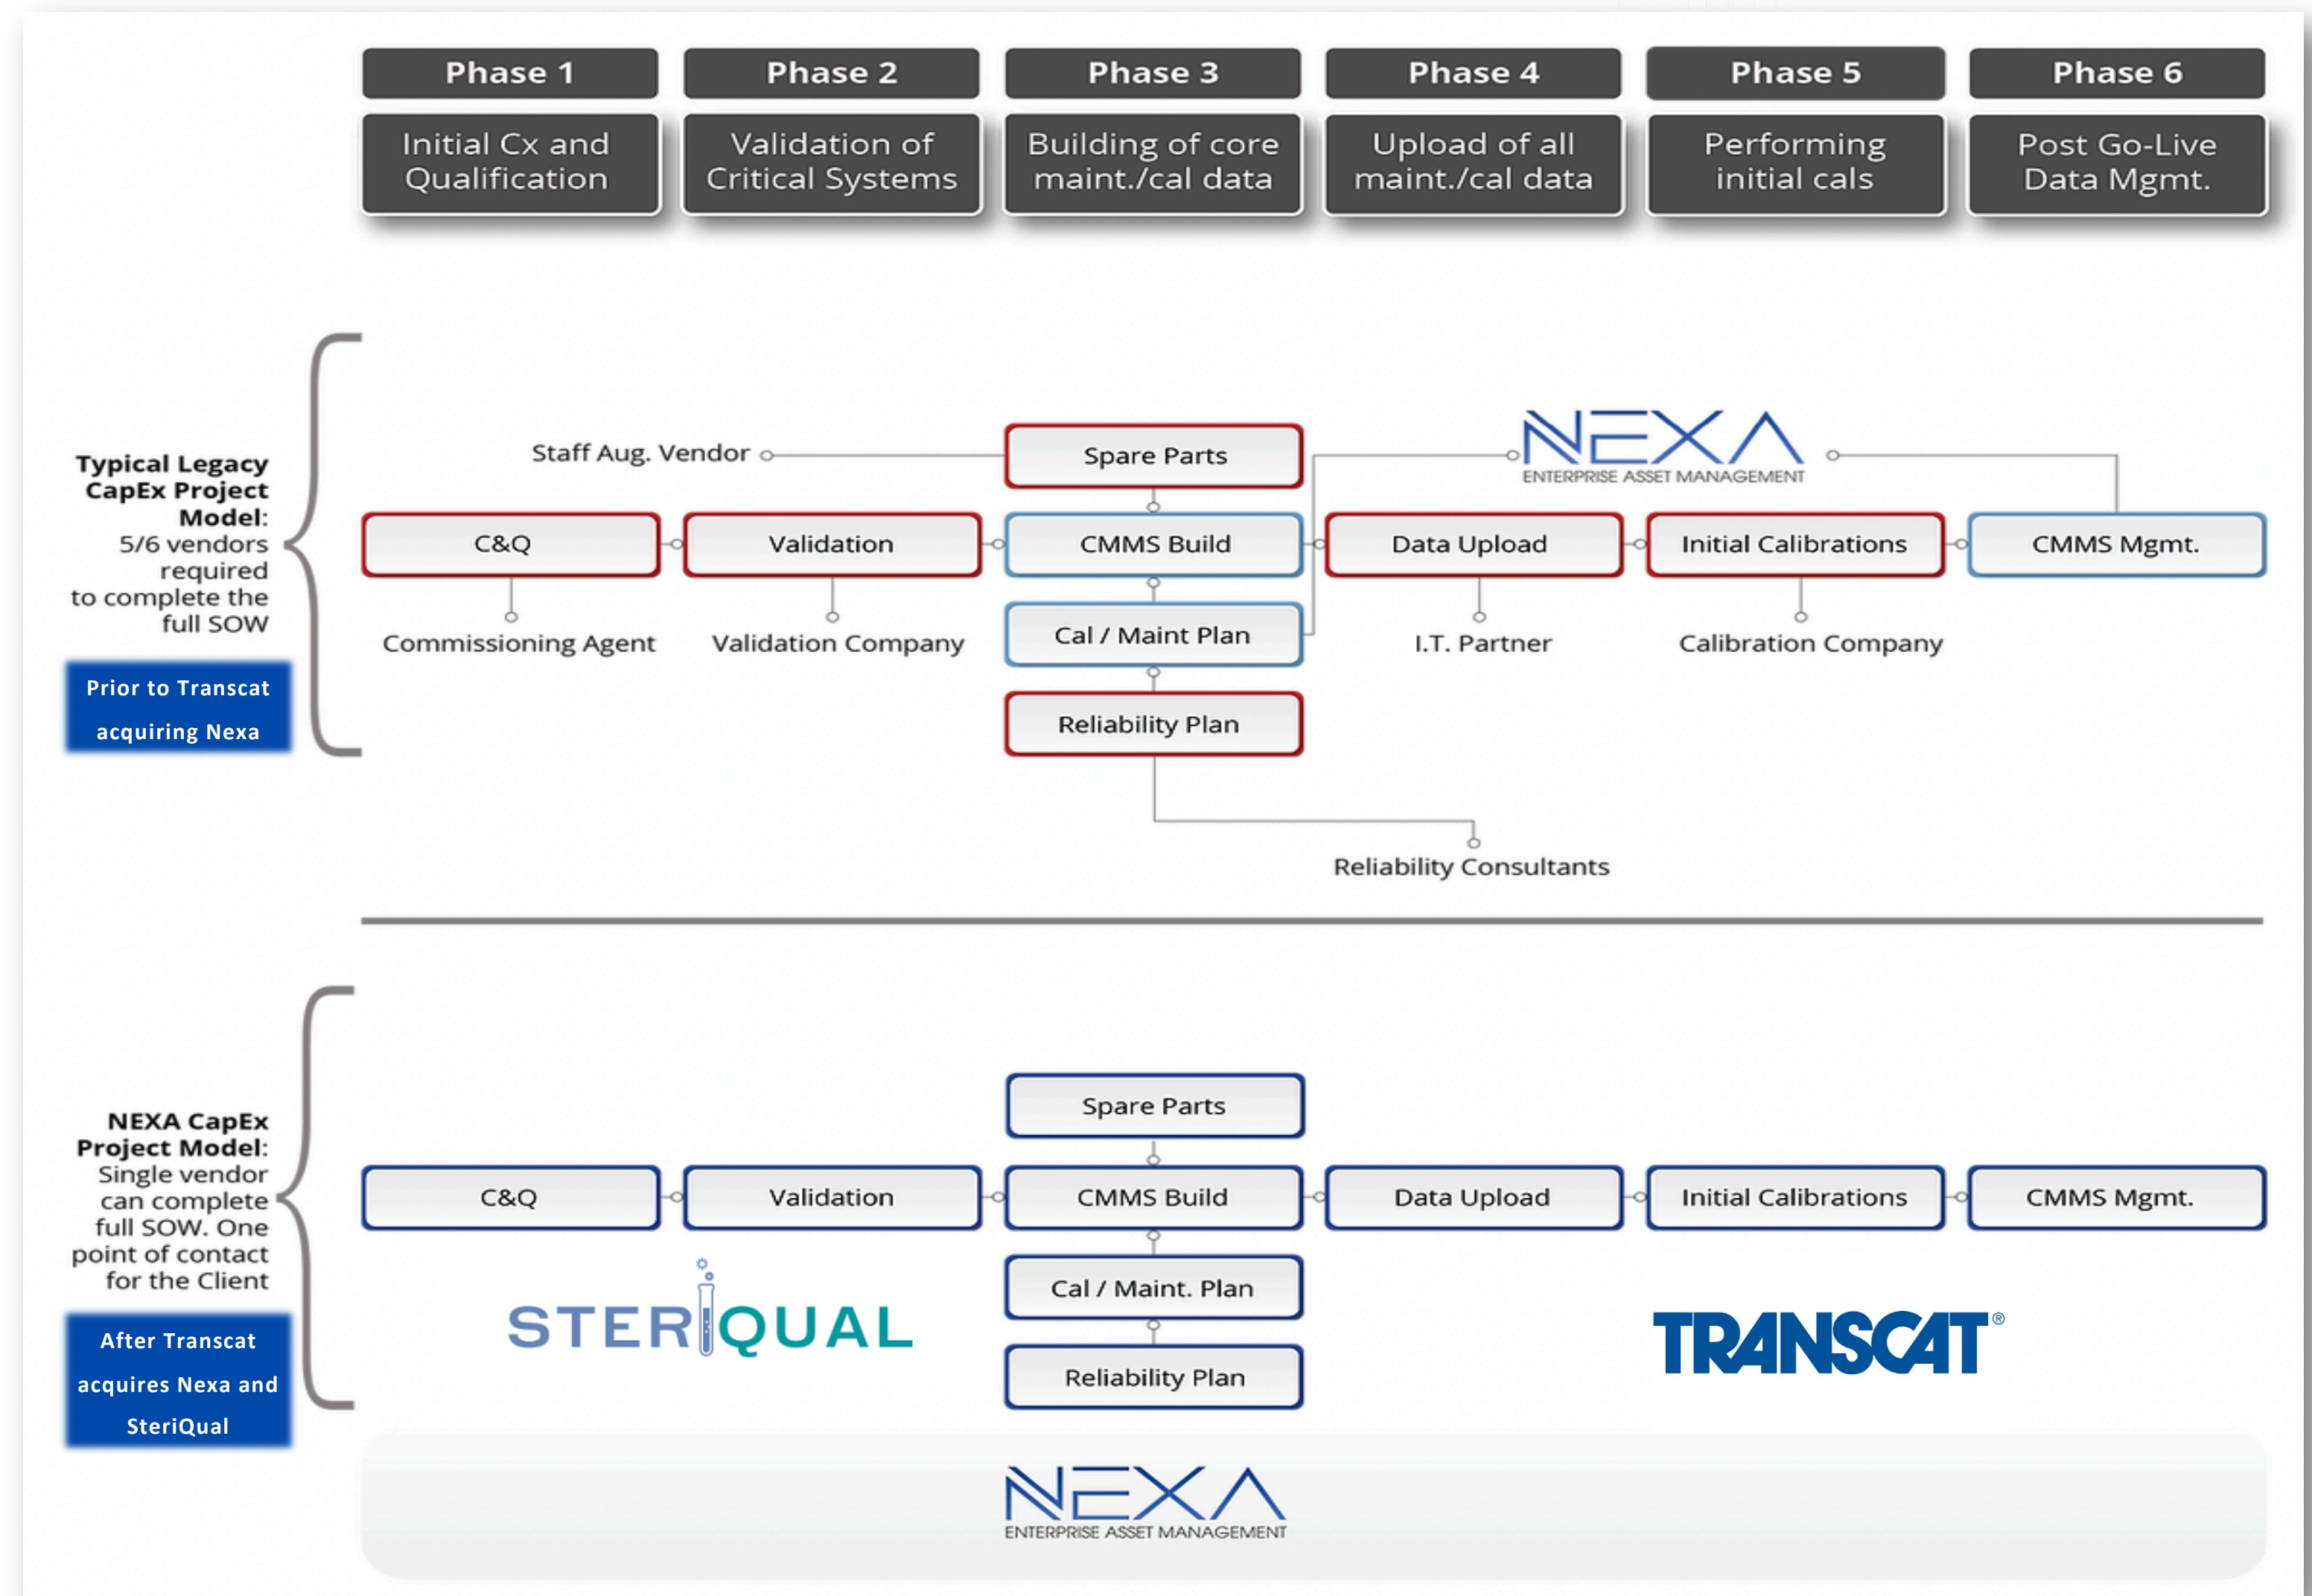 Phase 1
Phase 2
Phase 3
Phase 4
Phase 5
Phase 6
Initial Cx and
Qualification
Validation of
Critical Systems
Building of core
maint./cal data
Upload of all
maint./cal data
Performing
initial cals
Post Go-Live
Data Mgmt.
Typical Legacy
CapEx Project
Model:
5/6 vendors
required
to complete the
full SOW
Prior to Transcat
acquiring Nexa
Staff Aug. Vendor
Spare Parts
NEXA
ENTERPRISE ASSET MANAGEMENT
C&Q
Validation
CMMS Build
Data Upload
Initial Calibrations
CMMS Mgmt.
Commissioning Agent
Validation Company
Cal / Maint Plan
I.T. Partner
Calibration Company
Reliability Plan
Reliability Consultants
NEXA CapEx
Project Model:
Single vendor
can complete
full SOW. One
point of contact
for the Client
After Transcat
acquires Nexa and
SteriQual
Spare Parts
C&Q
Validation
CMMS Build
Data Upload
Initial Calibrations
CMMS Mgmt.
STERIQUAL
Cal / Maint. Plan
TRANSCAT®
Reliability Plan
NEXA
ENTERPRISE ASSET MANAGEMENT